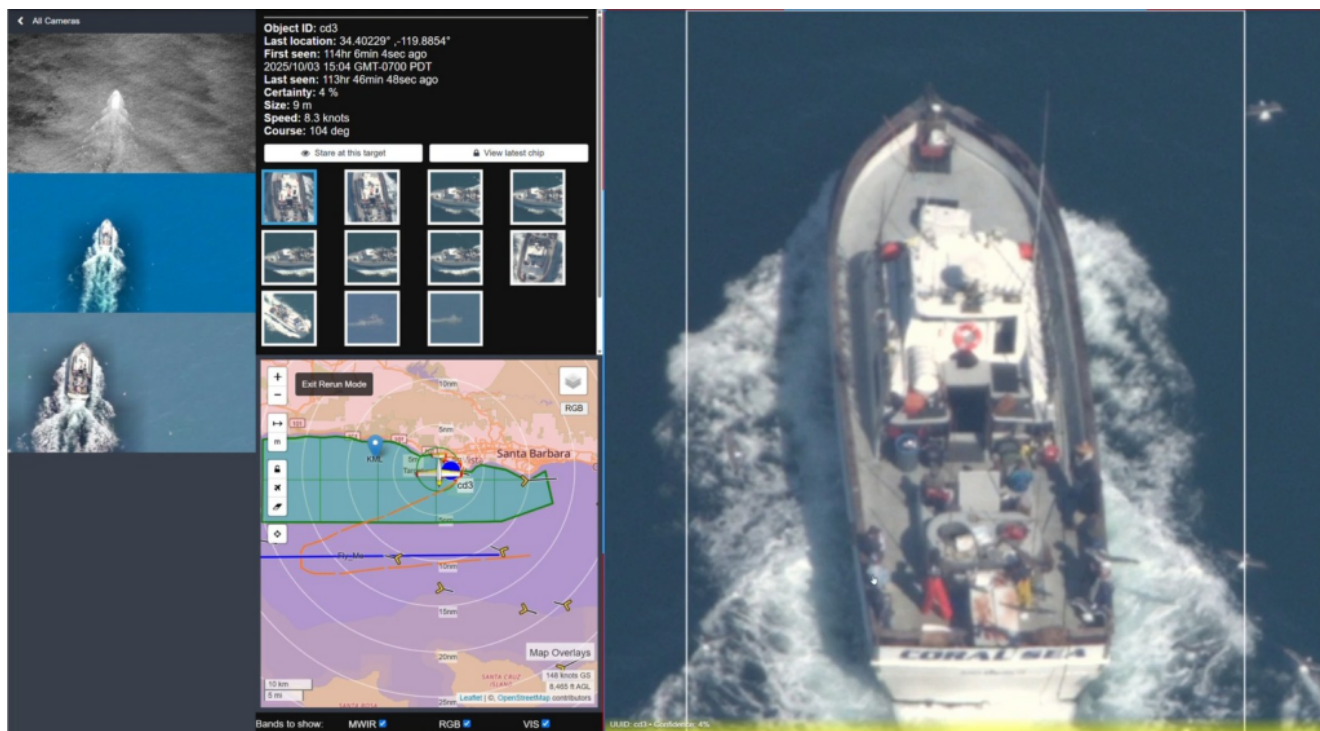 All Cameras
Object ID: cd3
Last location: 34.40229° ,-119.8854°
First seen: 114hr 6min 4sec ago
2025/10/03 15:04 GMT-0700 PDT
Last seen: 113hr 46min 48sec ago
Certainty: 4 %
Size: 9 m
Speed: 8.3 knots
Course: 104 deg
Stare at this target
View latest chip
+
−
Exit Rerun Mode
m
RGB
10nm
5nm
101
101
KML
Santa Barbara
cd3
10nm
15nm
20nm
25nm
SANTA CRUZ
ISLAND
SANTA ROSA
Map Overlays
148 knots GS
8,465 ft AGL
10 km
5 mi
Leaflet | ©, OpenStreetMap contributors
Bands to show: MWIR RGB VIS
CORAL SEA
UUID: cd3 • Confidence: 4%